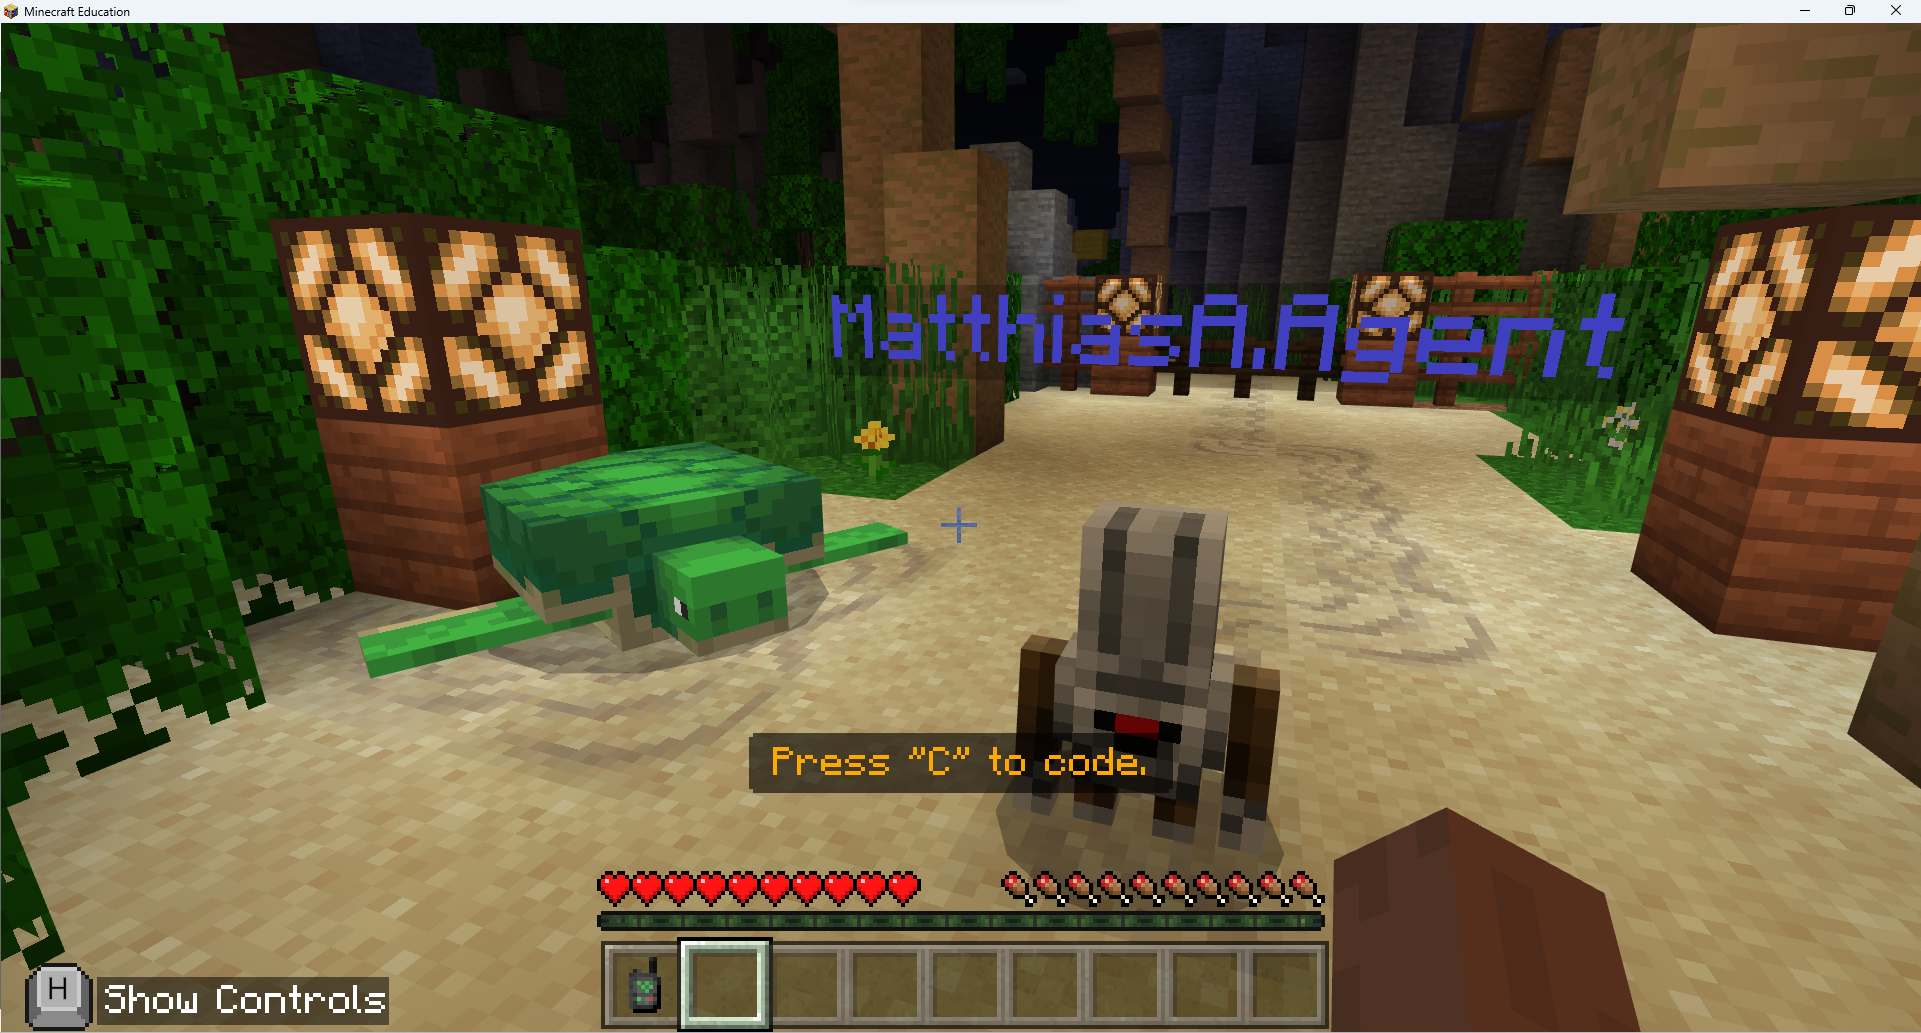 Minecraft Education
MatthiasA.Agent
Press "C" to code.
H
Show Controls